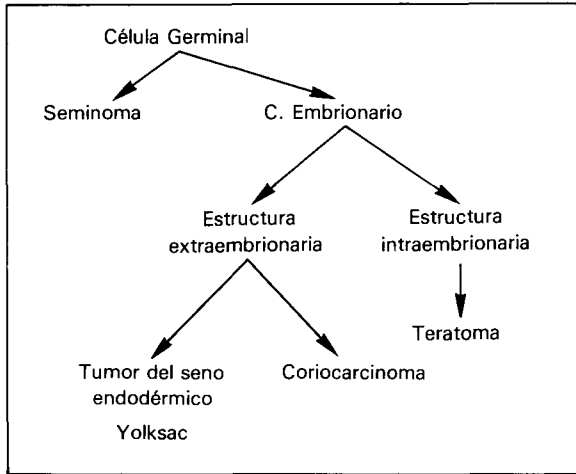 Célula Germinal
Seminoma
C. Embrionario
Estructura
extraembrionaria
Estructura
intraembrionaria
Teratoma
Tumor del seno
endodérmico
Yolksac
Coriocarcinoma